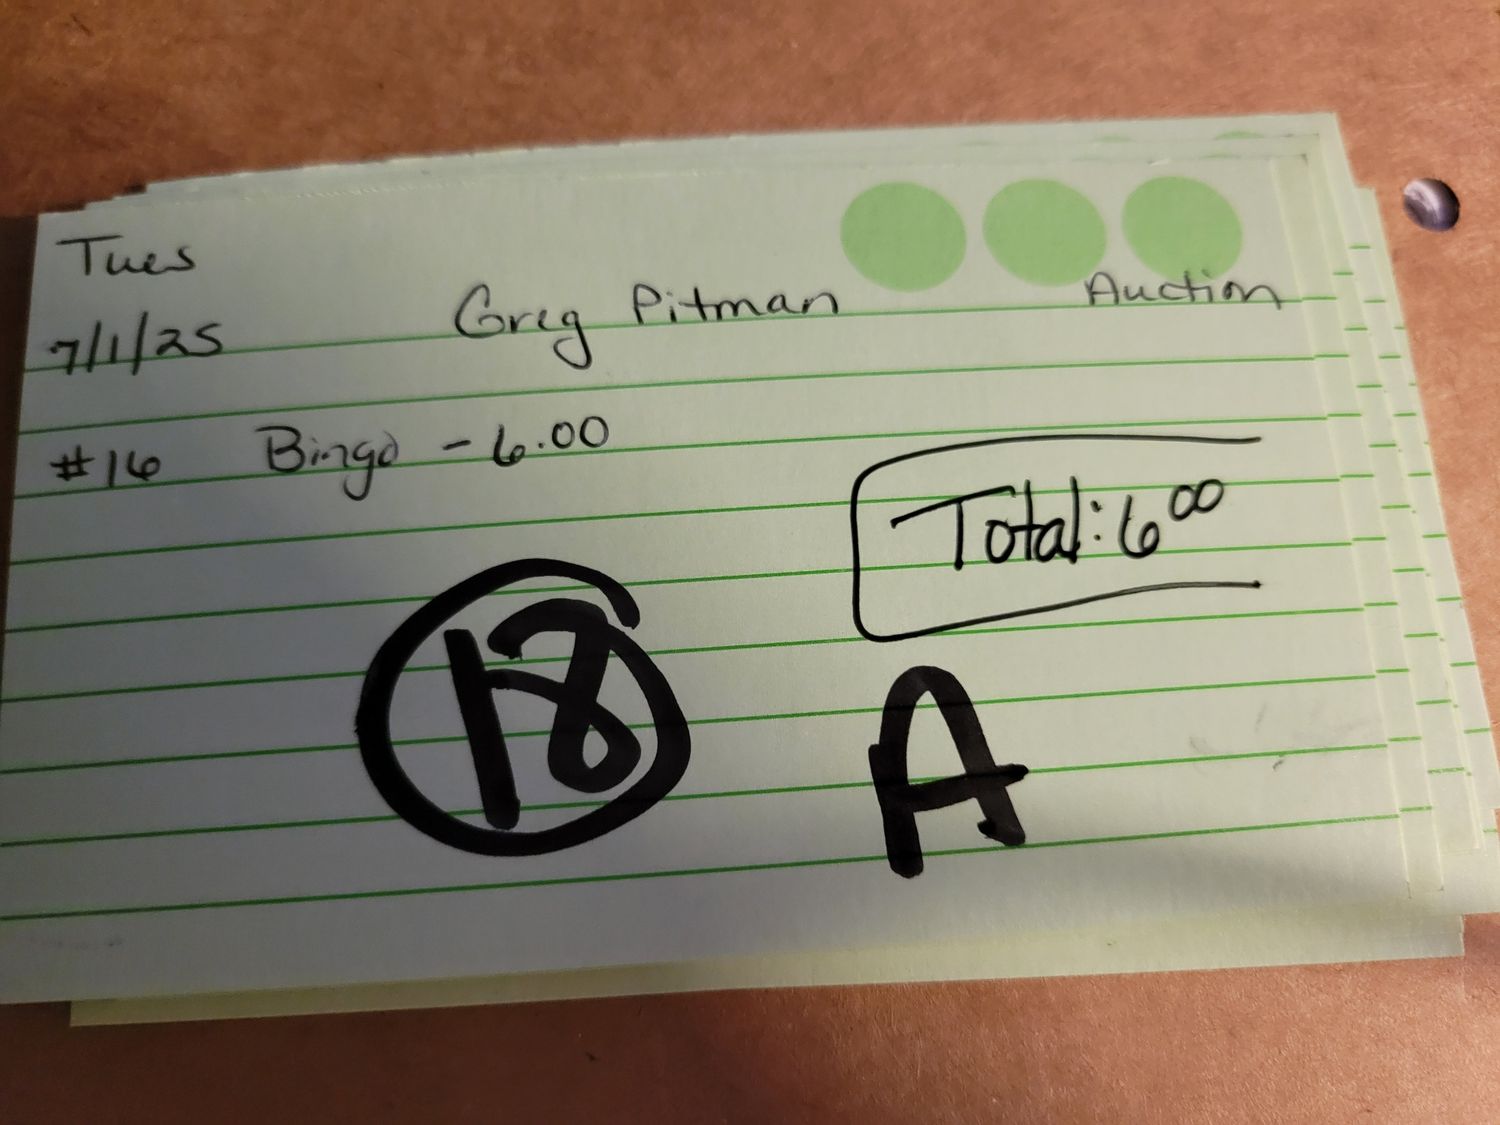 Tues
7/1/25 Greg Pitman Auction
#16 Bingo - 6.00
Total: 6 00
18 A